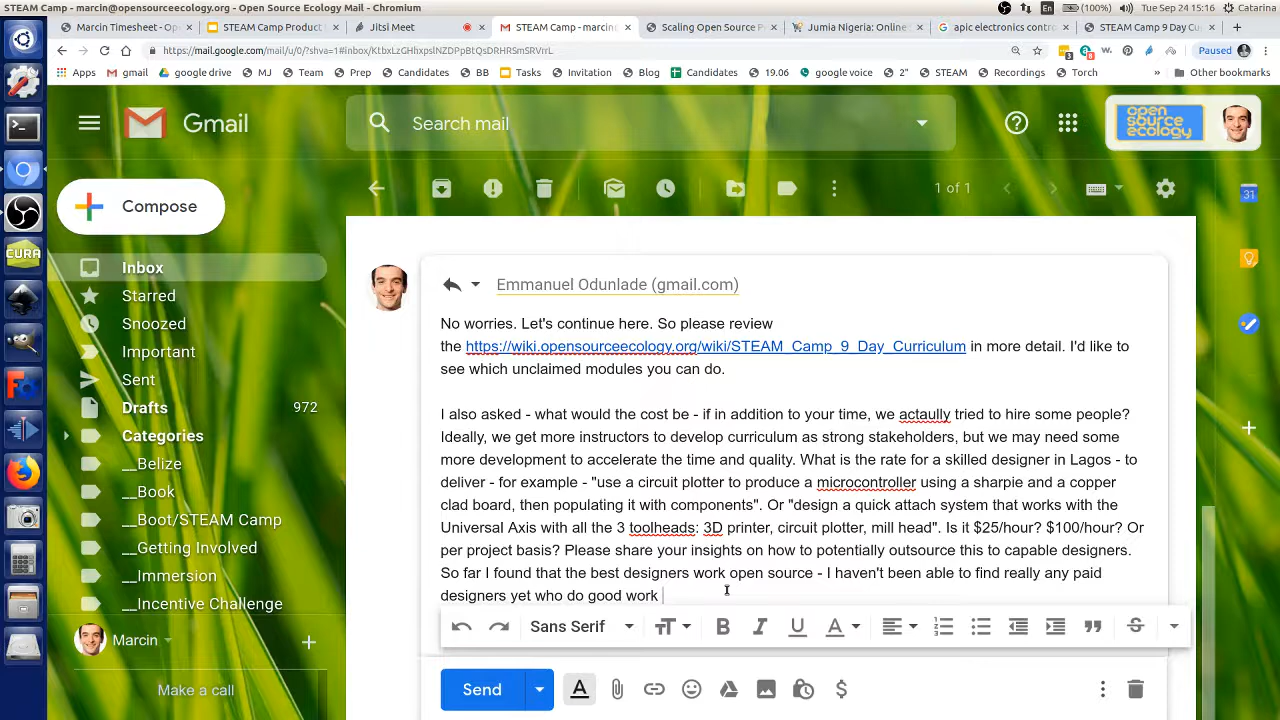 STEAM Camp - marcin@opensourceecology.org - Open Source Ecology Mail - Chromium
En (100%) Tue Sep 24 15:16 Catarina
Marcin Timesheet - Op STEAM Camp Product Jitsi Meet STEAM Camp - marcin Scaling Open Source P Jumia Nigeria: Online apic electronics contr STEAM Camp 9 Day Cu
https://mail.google.com/mail/u/0/?shva=1#inbox/ Paused
Apps gmail google drive MJ Team Prep Candidates BB Tasks Invitation Blog Candidates 19.06 google voice 2" STEAM Recordings Torch » Other bookmarks
Gmail
Search mail
open source ecology
Compose
1 of 1
31
CURA
Inbox
Starred
Snoozed
Important
Sent
Drafts 972
Categories
__Belize
__Book
__Boot/STEAM Camp
__Getting Involved
__Immersion
__Incentive Challenge
Marcin
Make a call
Emmanuel Odunlade (gmail.com)
No worries. Let's continue here. So please review
the https://wiki.opensourceecology.org/wiki/STEAM_Camp_9_Day_Curriculum in more detail. I'd like to
see which unclaimed modules you can do.
I also asked - what would the cost be - if in addition to your time, we actaully tried to hire some people?
Ideally, we get more instructors to develop curriculum as strong stakeholders, but we may need some
more development to accelerate the time and quality. What is the rate for a skilled designer in Lagos - to
deliver - for example - "use a circuit plotter to produce a microcontroller using a sharpie and a copper
clad board, then populating it with components". Or "design a quick attach system that works with the
Universal Axis with all the 3 toolheads: 3D printer, circuit plotter, mill head". Is it $25/hour? $100/hour? Or
per project basis? Please share your insights on how to potentially outsource this to capable designers.
So far I found that the best designers work open source - I haven't been able to find really any paid
designers yet who do good work
Sans Serif
Send